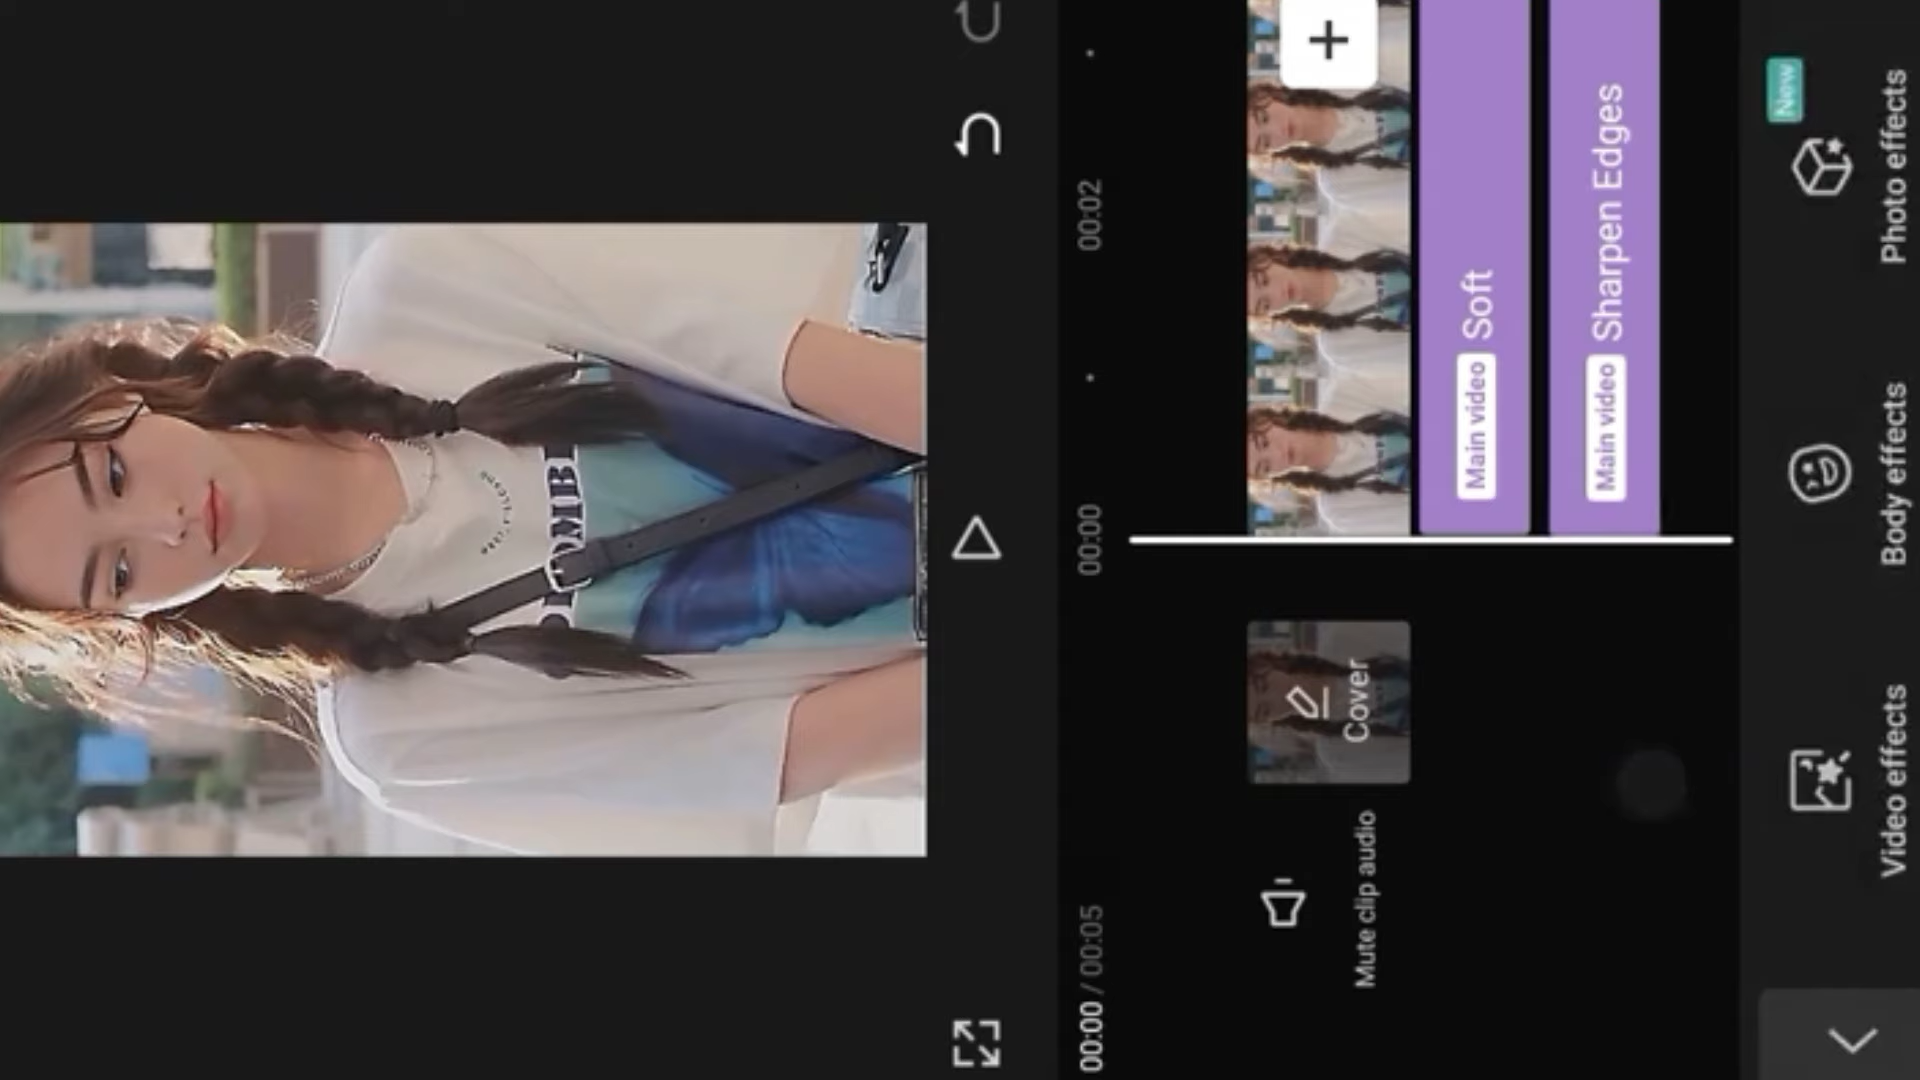 OMB
00:00 / 00:05
00:00
00:02
Mute clip audio
Cover
+
Main video Soft
Main video Sharpen Edges
Video effects
Body effects
Photo effects
New